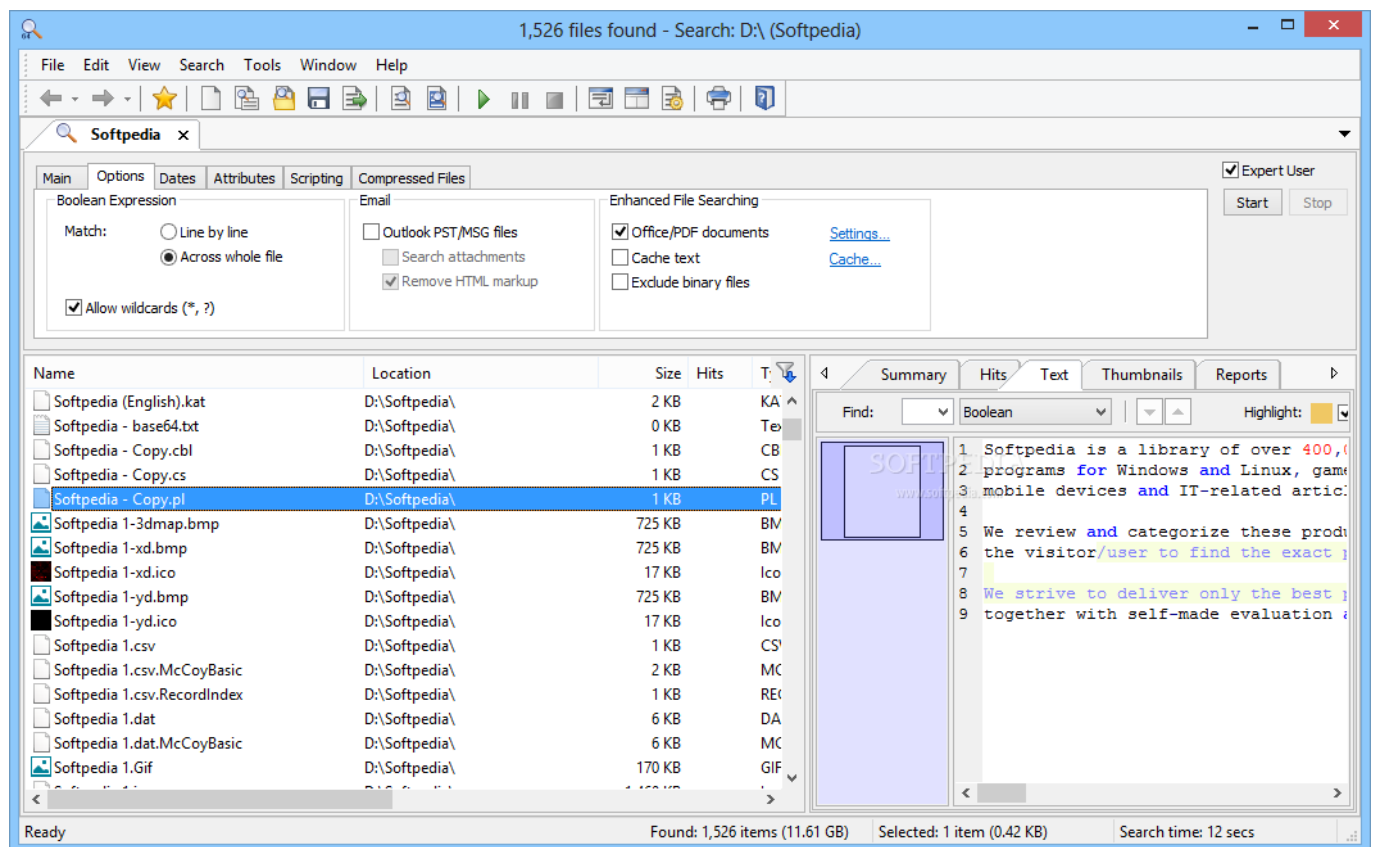 1,526 files found - Search: D:\ (Softpedia)
File Edit View Search Tools Window Help
Softpedia x
Main Options Dates Attributes Scripting Compressed Files
Expert User
Start Stop
Boolean Expression
Match:
Line by line
Across whole file
Allow wildcards (*, ?)
Email
Outlook PST/MSG files
Search attachments
Remove HTML markup
Enhanced File Searching
Office/PDF documents Settings...
Cache text Cache...
Exclude binary files
Name Location Size Hits
Softpedia (English).kat D:\Softpedia\ 2 KB KA
Softpedia - base64.txt D:\Softpedia\ 0 KB Tex
Softpedia - Copy.cbl D:\Softpedia\ 1 KB CB
Softpedia - Copy.cs D:\Softpedia\ 1 KB CS
Softpedia - Copy.pl D:\Softpedia\ 1 KB PL
Softpedia 1-3dmap.bmp D:\Softpedia\ 725 KB BM
Softpedia 1-xd.bmp D:\Softpedia\ 725 KB BM
Softpedia 1-xd.ico D:\Softpedia\ 17 KB Ico
Softpedia 1-yd.bmp D:\Softpedia\ 725 KB BM
Softpedia 1-yd.ico D:\Softpedia\ 17 KB Ico
Softpedia 1.csv D:\Softpedia\ 1 KB CS
Softpedia 1.csv.McCoyBasic D:\Softpedia\ 2 KB MC
Softpedia 1.csv.RecordIndex D:\Softpedia\ 1 KB REC
Softpedia 1.dat D:\Softpedia\ 6 KB DA
Softpedia 1.dat.McCoyBasic D:\Softpedia\ 6 KB MC
Softpedia 1.Gif D:\Softpedia\ 170 KB GIF
Summary Hits Text Thumbnails Reports
Find: Boolean Highlight:
SOFTPEDIA
1 Softpedia is a library of over 400,
2 programs for Windows and Linux, game
3 mobile devices and IT-related artic
4
5 We review and categorize these produ
6 the visitor/user to find the exact
7
8 We strive to deliver only the best
9 together with self-made evaluation
Ready Found: 1,526 items (11.61 GB) Selected: 1 item (0.42 KB) Search time: 12 secs